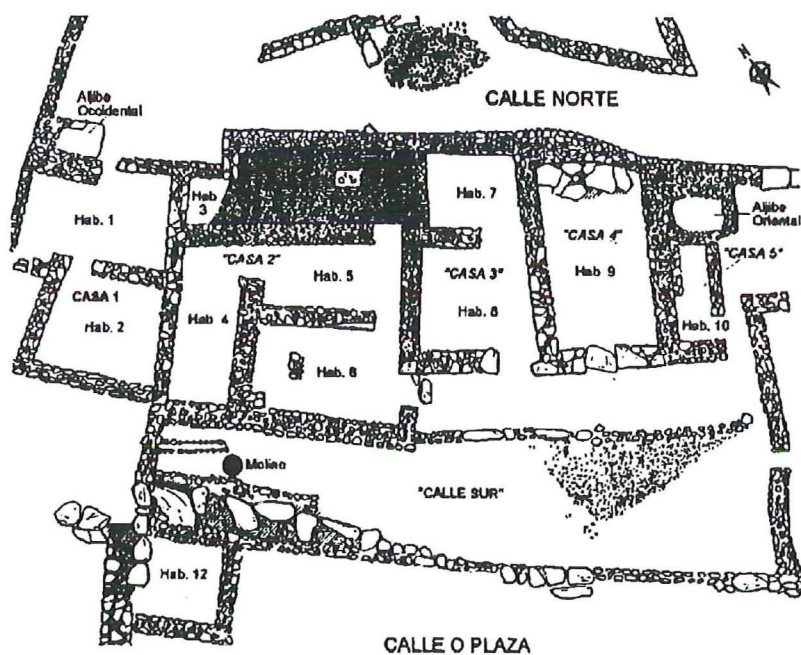 N
CALLE NORTE
Aljibe
Occidental
Hab. 1
Hab.
3
Hab. 7
Aljibe
Oriental
"CASA 2"
Hab. 5
"CASA 3"
"CASA 4"
"CASA 5"
CASA 1
Hab. 2
Hab. 4
Hab. 8
Hab 9
Hab. 10
Hab. 6
Molino
"CALLE SUR"
Hab. 12
CALLE O PLAZA